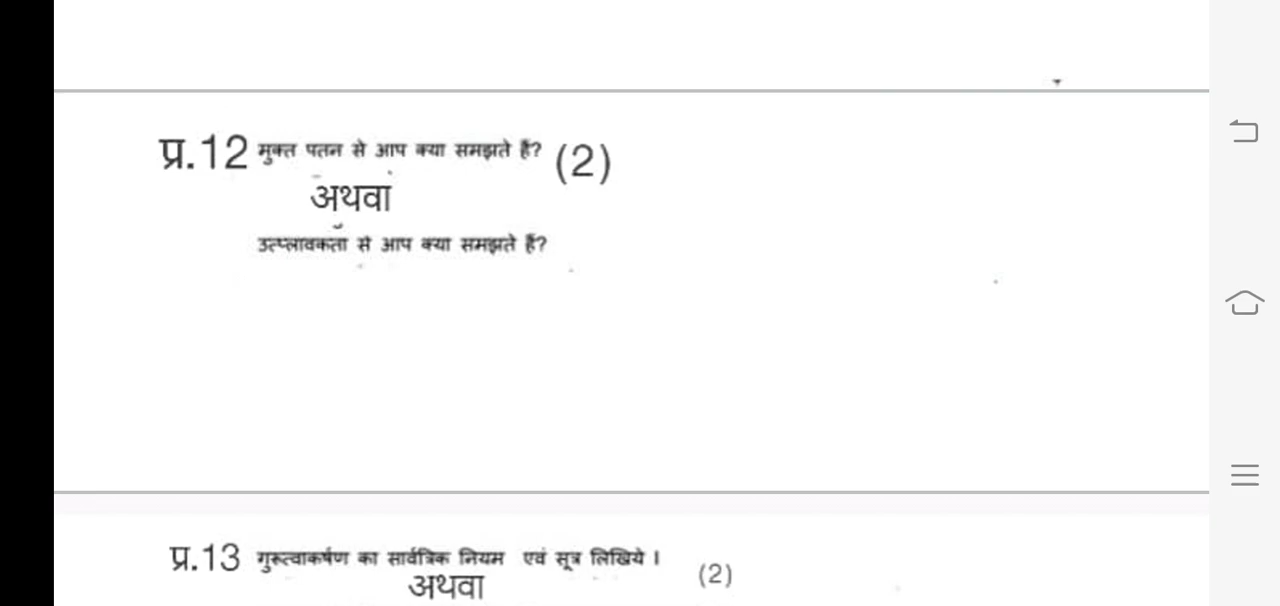 प्र.12 मुक्त पतन से आप क्या समझते हैं? (2)
अथवा
उत्प्लावकता से आप क्या समझते हैं?
प्र.13 गुरूत्वाकर्षण का सार्वत्रिक नियम एवं सूत्र लिखिये । (2)
अथवा